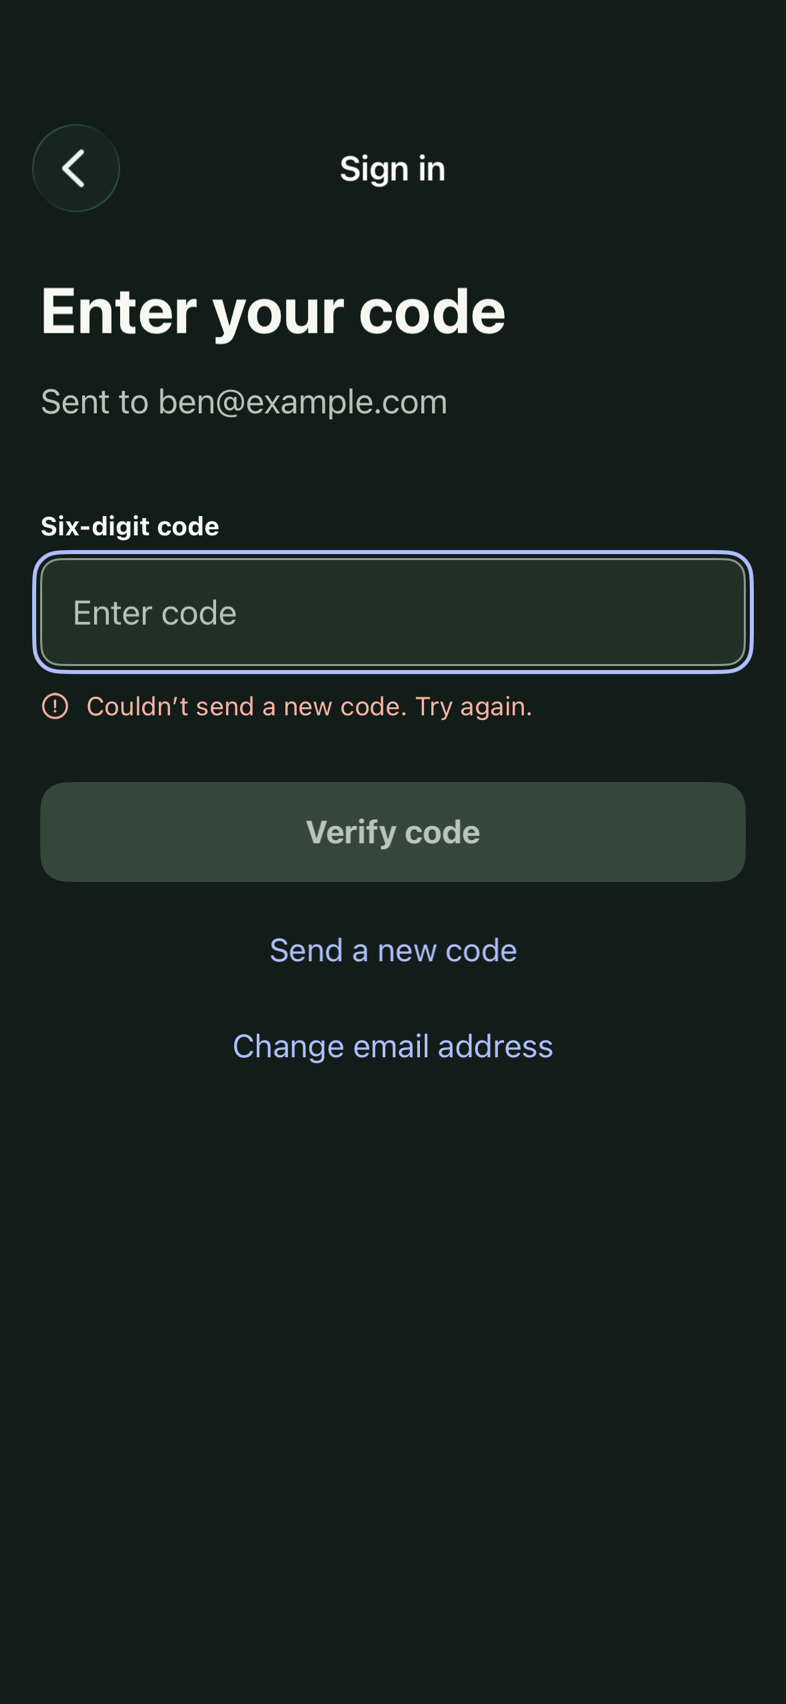 Sign in
Enter your code
Sent to ben@example.com
Six-digit code
Enter code
Couldn’t send a new code. Try again.
Verify code
Send a new code
Change email address